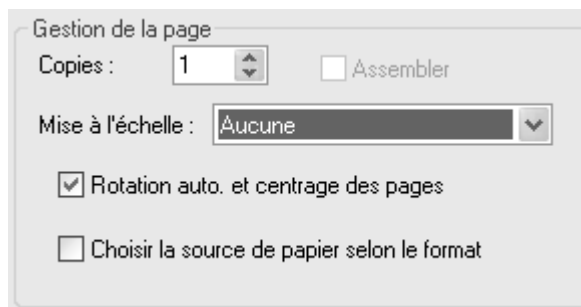 Gestion de la page
Copies : 1 Assembler
Mise à l'échelle : Aucune
Rotation auto. et centrage des pages
Choisir la source de papier selon le format